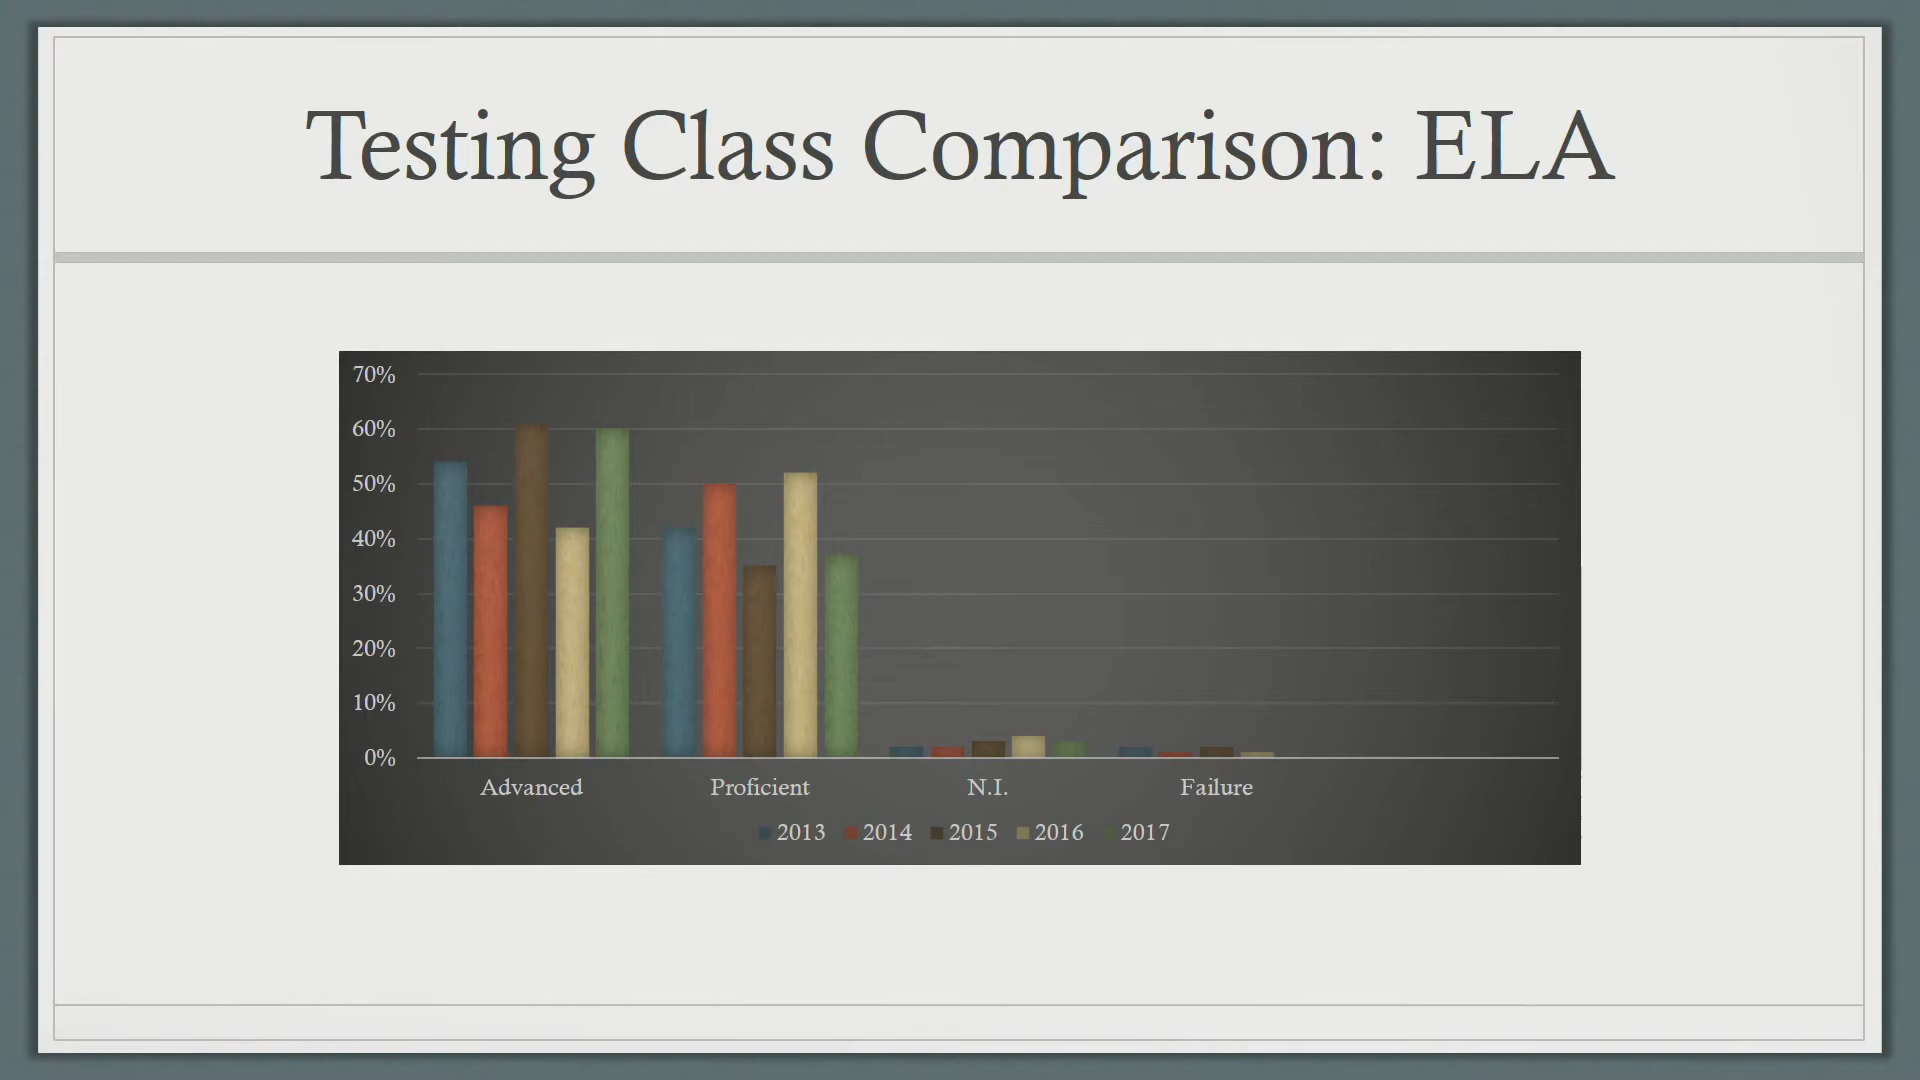 Testing Class Comparison: ELA
70%
60%
50%
40%
30%
20%
10%
0%
Advanced Proficient N.I. Failure
2013 2014 2015 2016 2017